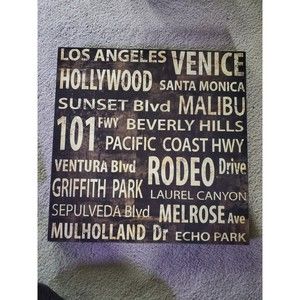 LOS ANGELES VENICE
HOLLYWOOD SANTA MONICA
SUNSET Blvd MALIBU
101 FWY BEVERLY HILLS
PACIFIC COAST HWY
VENTURA Blvd RODEO Drive
GRIFFITH PARK LAUREL CANYON
SEPULVEDA Blvd MELROSE Ave
MULHOLLAND Dr ECHO PARK